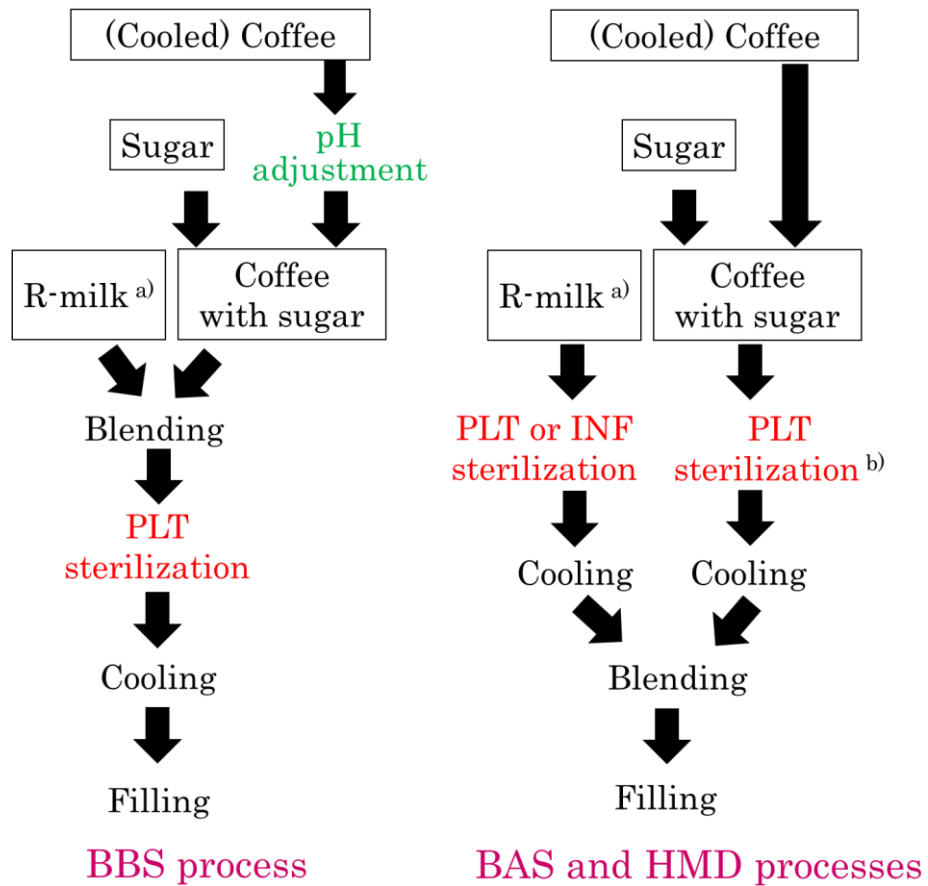 (Cooled) Coffee
Sugar
pH
adjustment
R-milk a)
Coffee
with sugar
Blending
PLT
sterilization
Cooling
Filling
BBS process
(Cooled) Coffee
Sugar
R-milk a)
Coffee
with sugar
PLT or INF
sterilization
PLT
sterilization b)
Cooling
Cooling
Blending
Filling
BAS and HMD processes